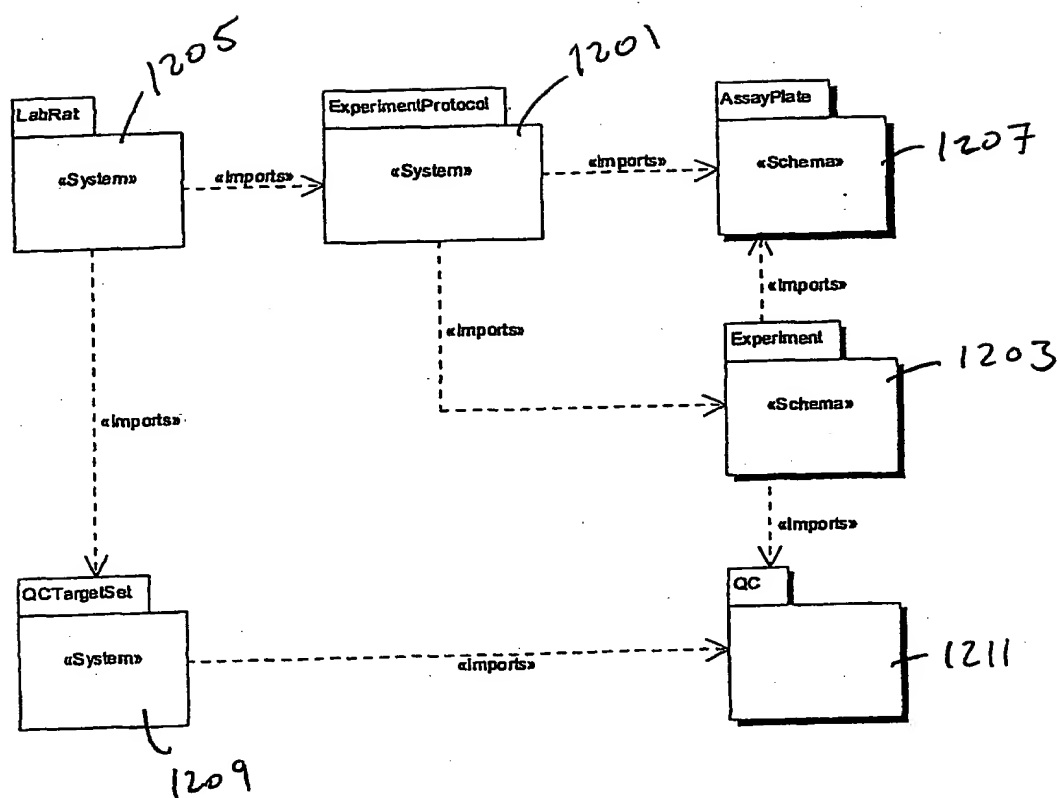 1205
1201
LabRat
ExperimentProtocol
AssayPlate
1207
«System»
«Imports»
«System»
«Imports»
«Schema»
«Imports»
«Imports»
Experiment
1203
«Schema»
«Imports»
«Imports»
QCTargetSet
QC
«System»
«Imports»
1211
1209